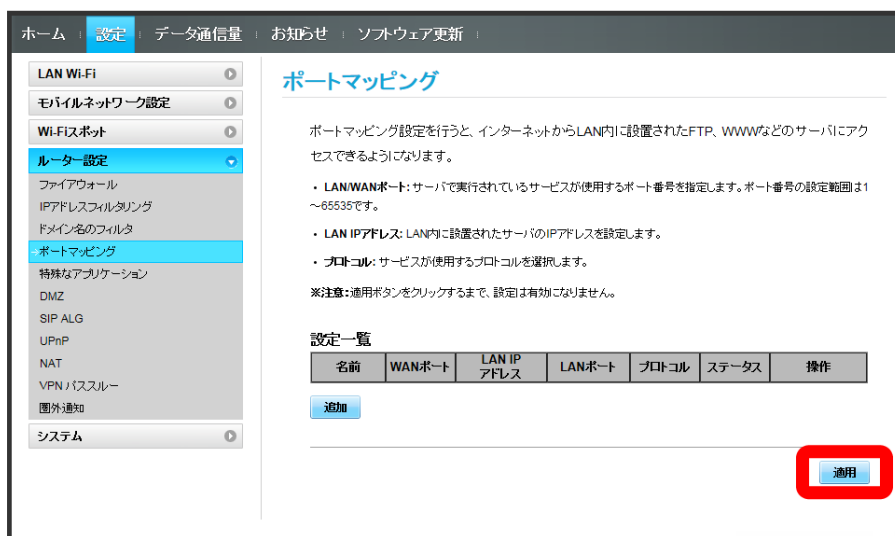 ホーム 設定 データ通信量 お知らせ ソフトウェア更新
LAN Wi-Fi
モバイルネットワーク設定
Wi-Fiスポット
ルーター設定
ファイアウォール
IPアドレスフィルタリング
ドメイン名のフィルタ
ポートマッピング
特殊なアプリケーション
DMZ
SIP ALG
UPnP
NAT
VPN パススルー
圏外通知
システム
ポートマッピング
ポートマッピング設定を行うと、インターネットからLAN内に設置されたFTP、WWWなどのサーバにアク
セスできるようになります。
・ LAN/WANポート: サーバで実行されているサービスが使用するポート番号を指定します。ポート番号の設定範囲は1
～65535です。
・ LAN IPアドレス: LAN内に設置されたサーバのIPアドレスを設定します。
・ プロトコル: サービスが使用するプロトコルを選択します。
※注意:適用ボタンをクリックするまで、設定は有効になりません。
設定一覧
名前 WANポート LAN IP アドレス LANポート プロトコル ステータス 操作
追加
適用